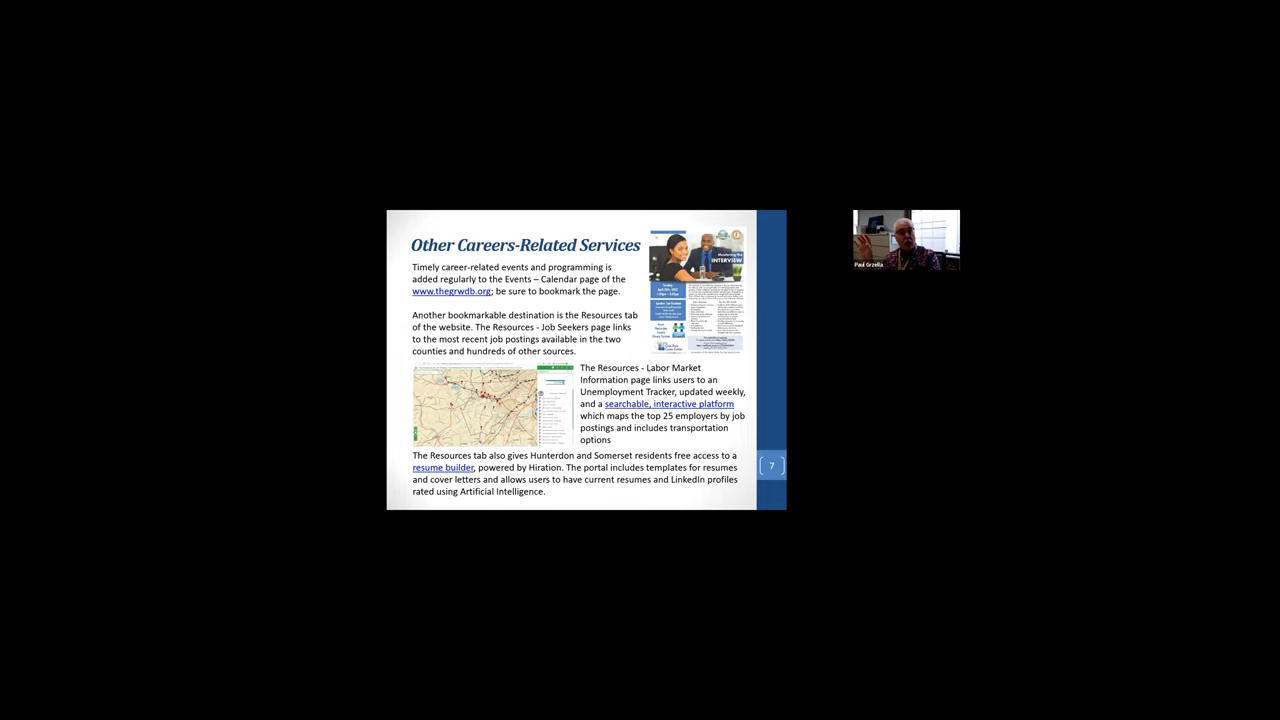 Other Careers-Related Services
Timely career-related events and programming is
added regularly to the Events – Calendar page of the
www.thegrwdb.org; be sure to bookmark the page.
Another remarkable destination is the Resources tab
of the website. The Resources - Job Seekers page links
to the most recent job postings available in the two
counties and hundreds of other sources.
Mastering the
INTERVIEW
The Resources - Labor Market
Information page links users to an
Unemployment Tracker, updated weekly,
and a searchable, interactive platform
which maps the top 25 employers by job
postings and includes transportation
options
The Resources tab also gives Hunterdon and Somerset residents free access to a
resume builder, powered by Hiration. The portal includes templates for resumes
and cover letters and allows users to have current resumes and LinkedIn profiles
rated using Artificial Intelligence.
7
Paul Grzella